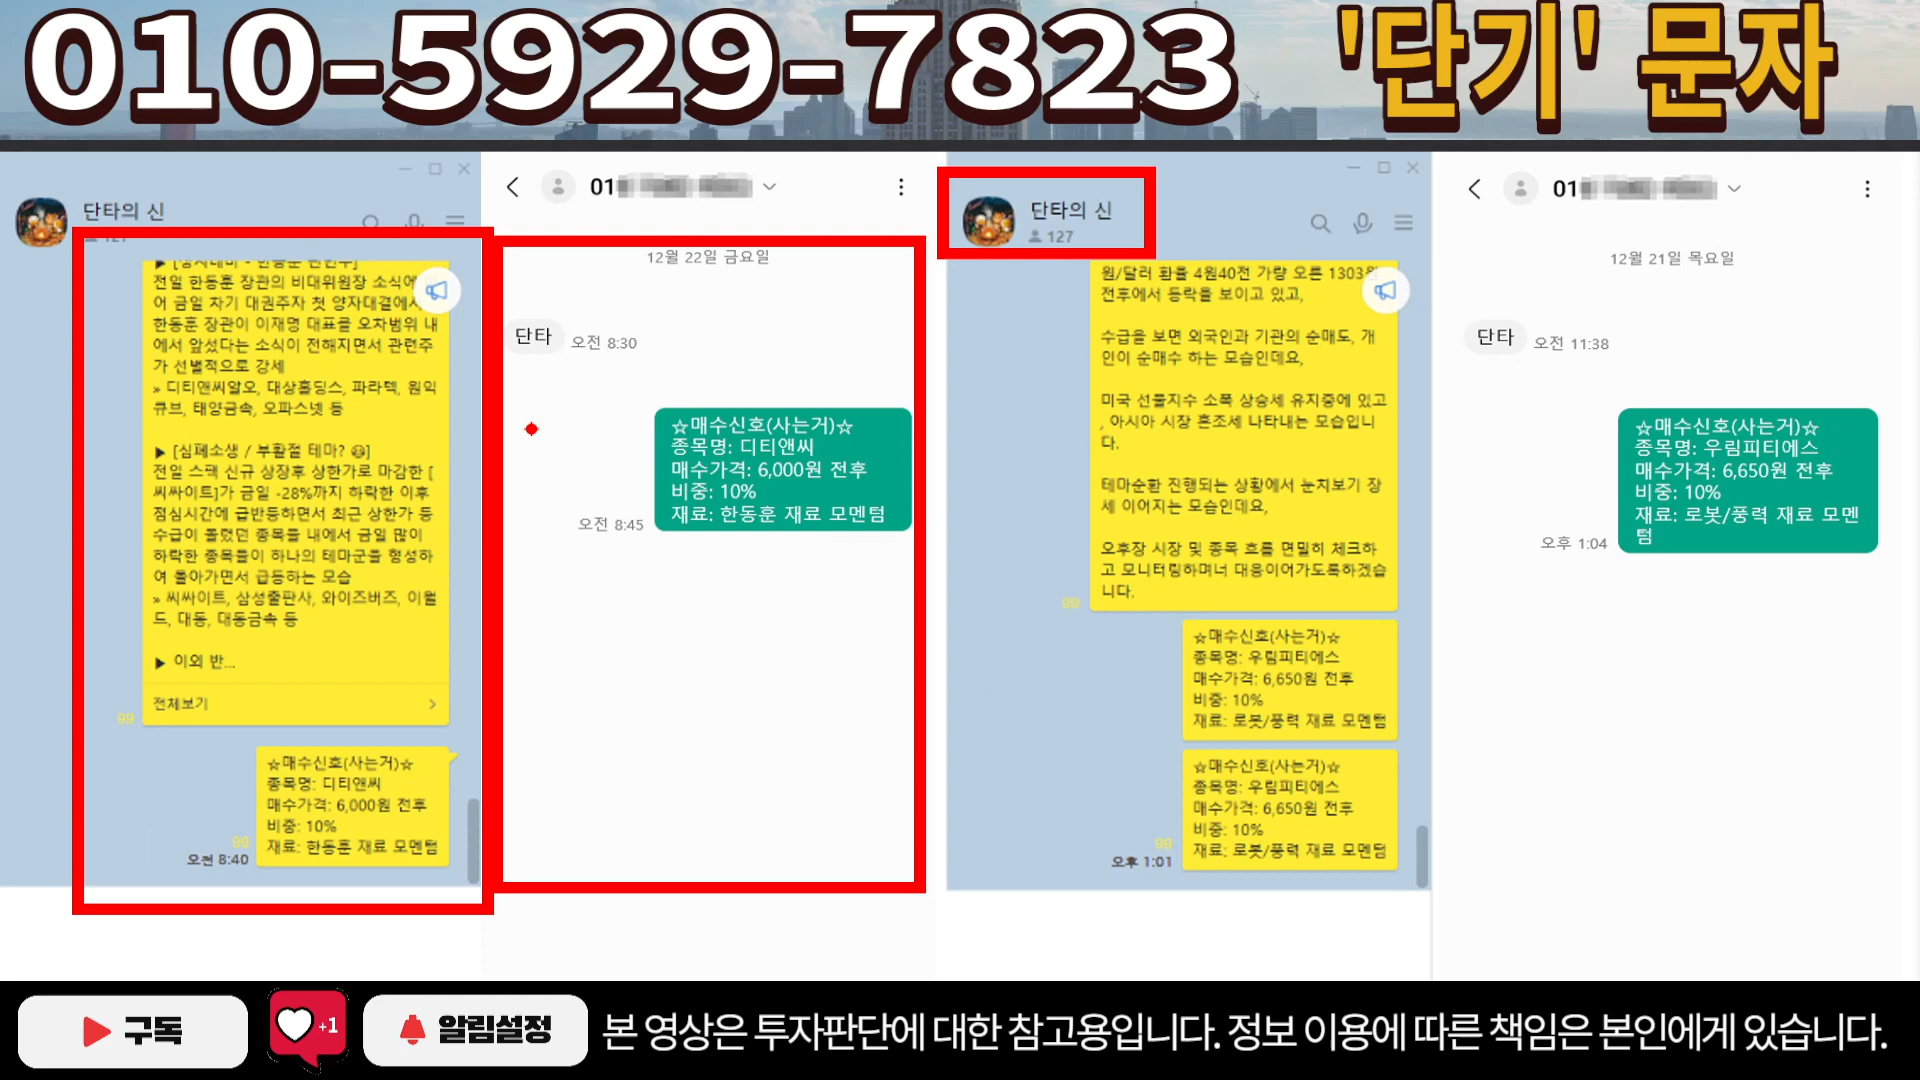 010-5929-7823 '단기' 문자
단타의 신
127
전일 한동훈 장관의 비대위원장 소식에
어 금일 차기 대권주자 첫 양자대결에서
한동훈 장관이 이재명 대표를 오차범위 내
에서 앞섰다는 소식이 전해지면서 관련주
가 선별적으로 강세
» 디티앤씨알오, 대상홀딩스, 파라텍, 원익
큐브, 태양금속, 오파스넷 등
▶ [심폐소생 / 부활절 테마? 😆]
전일 스팩 신규 상장후 상한가로 마감한 [
씨싸이트]가 금일 -28%까지 하락한 이후
점심시간에 급반등하면서 최근 상한가 등
수급이 몰렸던 종목들 내에서 금일 많이
하락한 종목들이 하나의 테마군을 형성하
여 돌아가면서 급등하는 모습
» 씨싸이트, 삼성출판사, 와이즈버즈, 이월
드, 대동, 대동금속 등
▶ 이외 반...
전체보기
99
☆매수신호(사는거)☆
종목명: 디티앤씨
매수가격: 6,000원 전후
비중: 10%
재료: 한동훈 재료 모멘텀
99
오전 8:40
01
12월 22일 금요일
단타
오전 8:30
☆매수신호(사는거)☆
종목명: 디티앤씨
매수가격: 6,000원 전후
비중: 10%
재료: 한동훈 재료 모멘텀
오전 8:45
단타의 신
127
원/달러 환율 4원40전 가량 오른 1303원
전후에서 등락을 보이고 있고,
수급을 보면 외국인과 기관의 순매도, 개
인이 순매수 하는 모습인데요,
미국 선물지수 소폭 상승세 유지중에 있고
, 아시아 시장 혼조세 나타내는 모습입니
다.
테마순환 진행되는 상황에서 눈치보기 장
세 이어지는 모습인데요,
오후장 시장 및 종목 흐름 면밀히 체크하
고 모니터링하며너 대응이어가도록하겠습
니다.
99
☆매수신호(사는거)☆
종목명: 우림피티에스
매수가격: 6,650원 전후
비중: 10%
재료: 로봇/풍력 재료 모멘텀
☆매수신호(사는거)☆
종목명: 우림피티에스
매수가격: 6,650원 전후
비중: 10%
재료: 로봇/풍력 재료 모멘텀
99
오후 1:01
01
12월 21일 목요일
단타
오전 11:38
☆매수신호(사는거)☆
종목명: 우림피티에스
매수가격: 6,650원 전후
비중: 10%
재료: 로봇/풍력 재료 모멘
텀
오후 1:04
구독
+1
알림설정
본 영상은 투자판단에 대한 참고용입니다. 정보 이용에 따른 책임은 본인에게 있습니다.